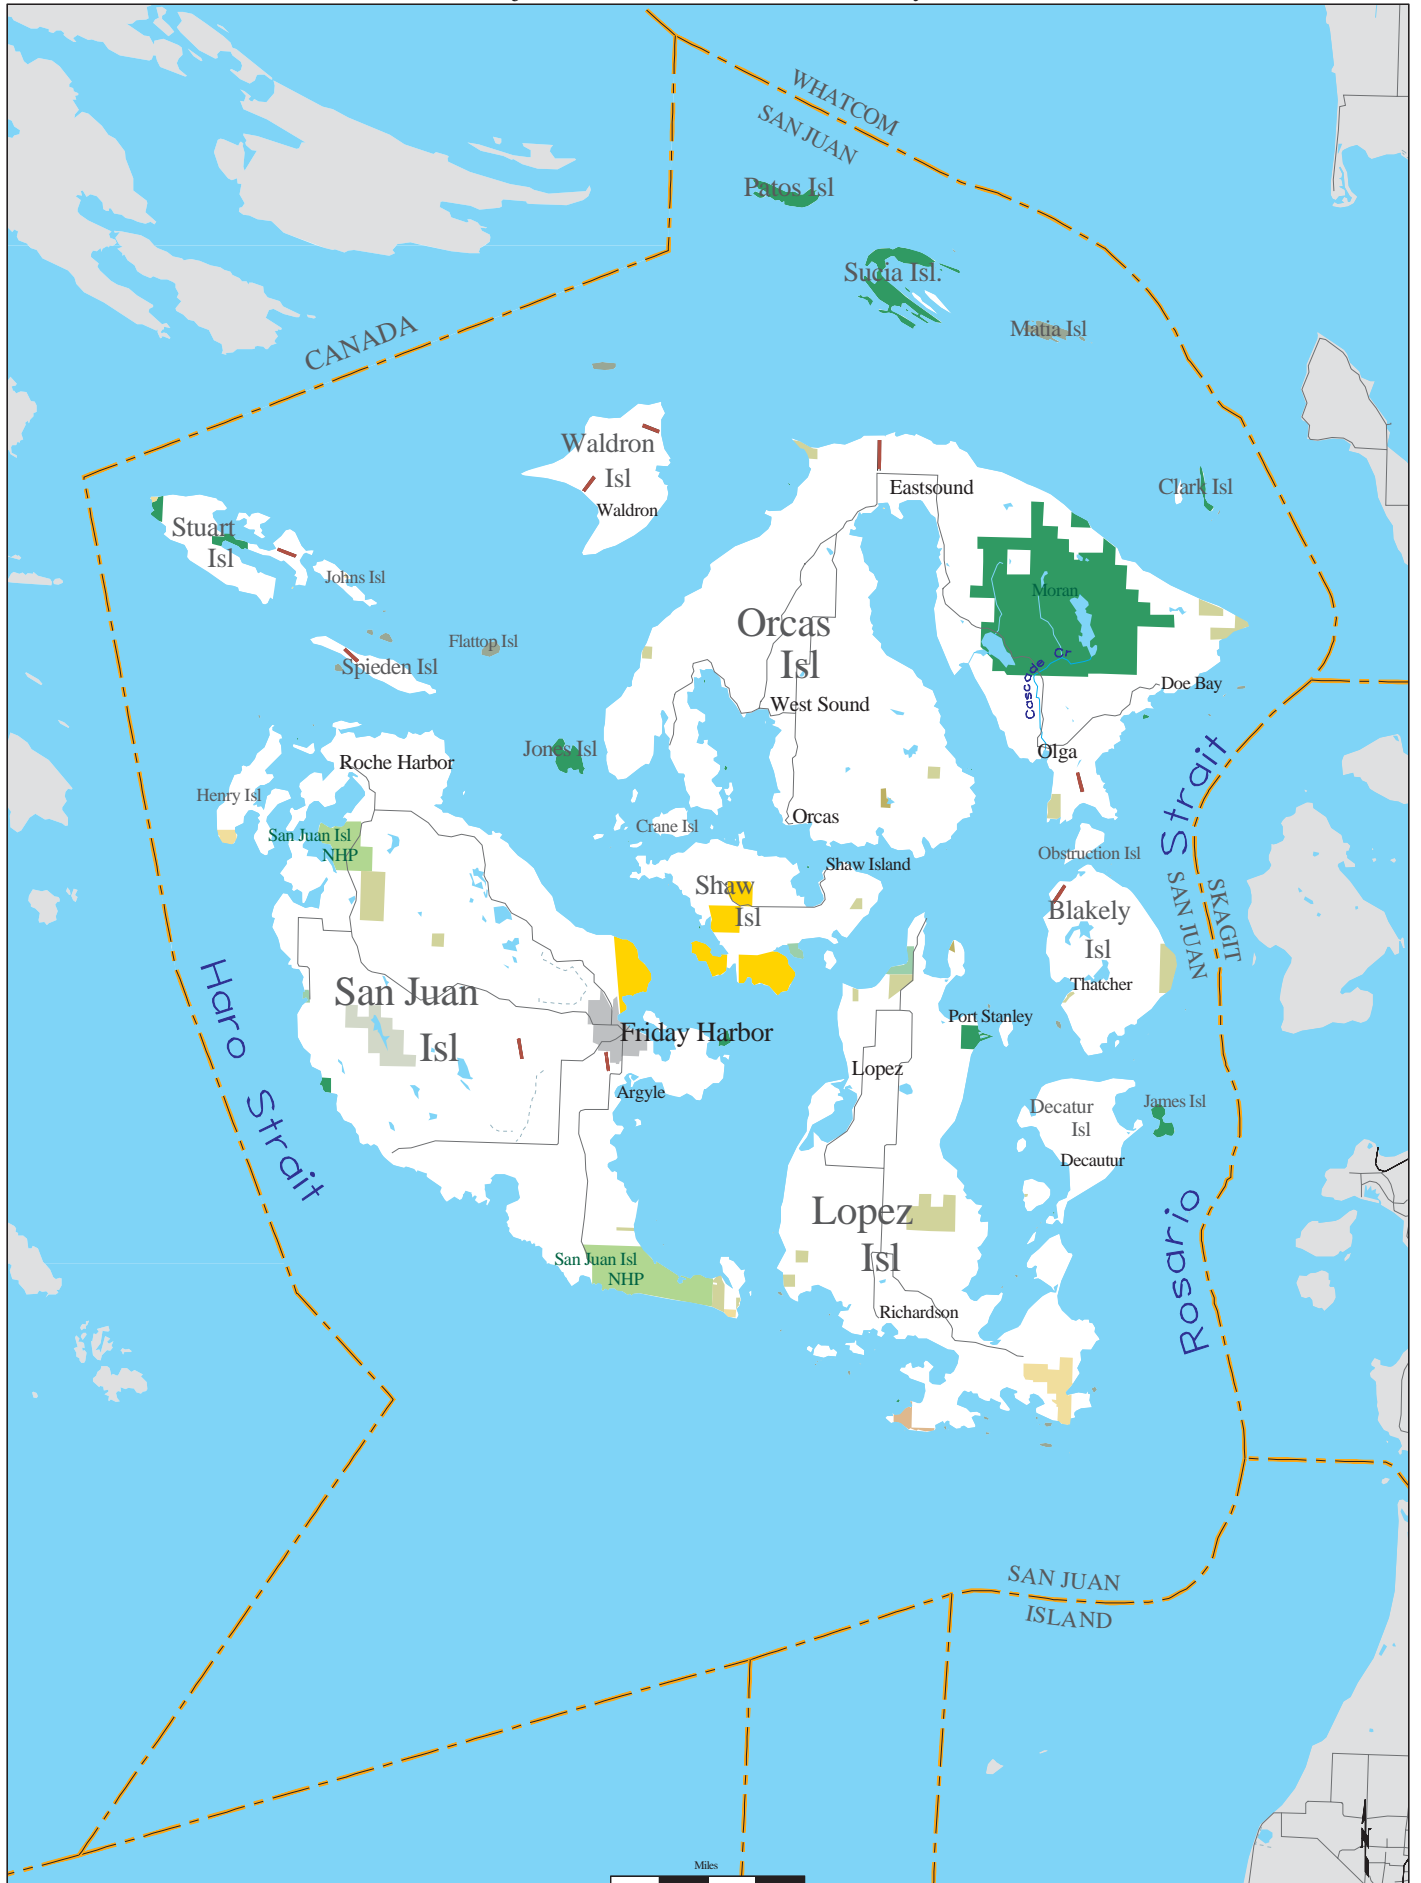 WHATCOM
SAN JUAN
Patos Isl
Sucia Isl.
Matia Isl
CANADA
Waldron
Isl
Waldron
Eastsound
Clark Isl
Stuart
Isl
Johns Isl
Moran
Orcas
Isl
Flattop Isl
Spieden Isl
Cascade Cr
Doe Bay
West Sound
Jones Isl
Olga
Roche Harbor
Henry Isl
Crane Isl
Orcas
San Juan Isl
NHP
Obstruction Isl
Shaw Island
Shaw
Isl
Rosario Strait
SKAGIT
SAN JUAN
Blakely
Isl
Thatcher
Haro Strait
San Juan
Isl
Friday Harbor
Port Stanley
Lopez
Argyle
Decatur
Isl
James Isl
Decautur
Lopez
Isl
San Juan Isl
NHP
Richardson
SAN JUAN
ISLAND
N
Miles